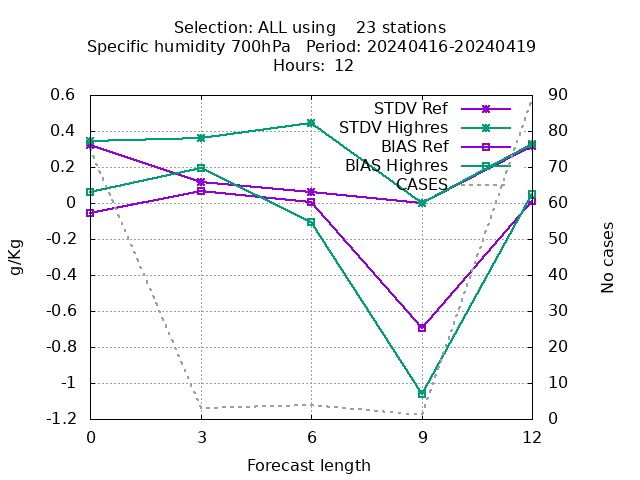 Selection: ALL using    23 stations
Specific humidity 700hPa   Period: 20240416-20240419
Hours:  12
0.6
0.4
0.2
0
-0.2
-0.4
-0.6
-0.8
-1
-1.2
90
80
70
60
50
40
30
20
10
0
STDV Ref
STDV Highres
BIAS Ref
BIAS Highres
CASES
g/Kg
No cases
0 3 6 9 12
Forecast length